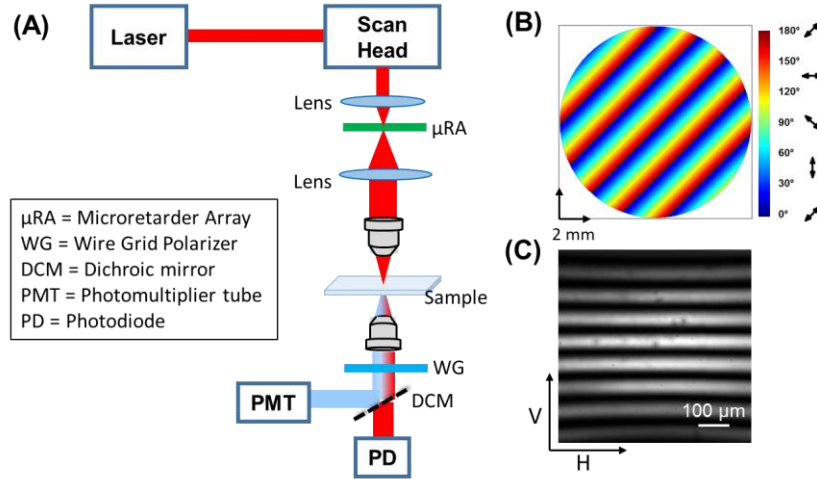 (A)
Laser
Scan
Head
Lens
μRA
Lens
μRA = Microretarder Array
WG = Wire Grid Polarizer
DCM = Dichroic mirror
PMT = Photomultiplier tube
PD = Photodiode
Sample
WG
DCM
PMT
PD
(B)
180°
150°
120°
90°
60°
30°
0°
2 mm
(C)
V
H
100 μm